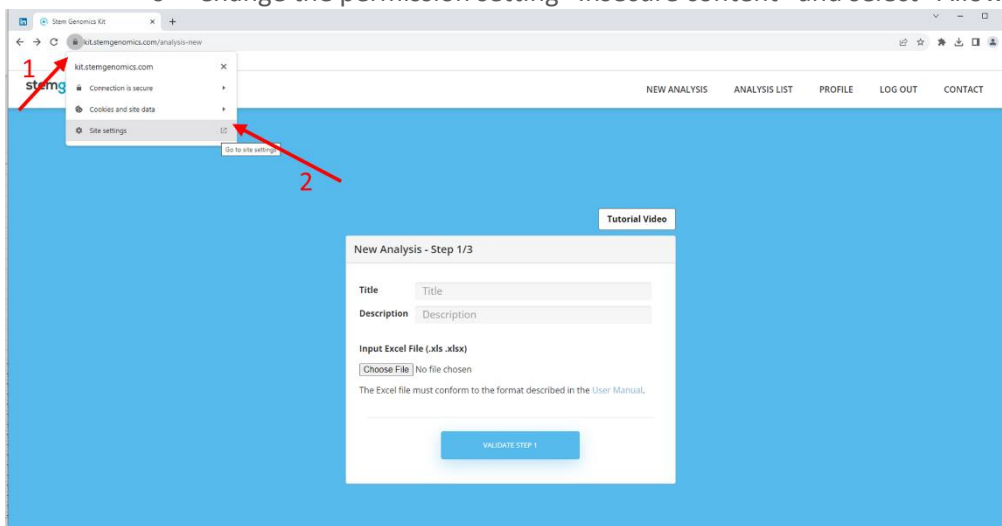 Change the permission setting "Insecure content" and select "Allow
in Stem Genomics Kit × +
kit.stemgenomics.com/analysis-new
1
kit.stemgenomics.com ×
stemg
Connection is secure
NEW ANALYSIS ANALYSIS LIST PROFILE LOG OUT CONTACT
Cookies and site data
Site settings
Go to site settings
2
Tutorial Video
New Analysis - Step 1/3
Title Title
Description Description
Input Excel File (.xls .xlsx)
Choose File No file chosen
The Excel file must conform to the format described in the User Manual.
VALIDATE STEP 1